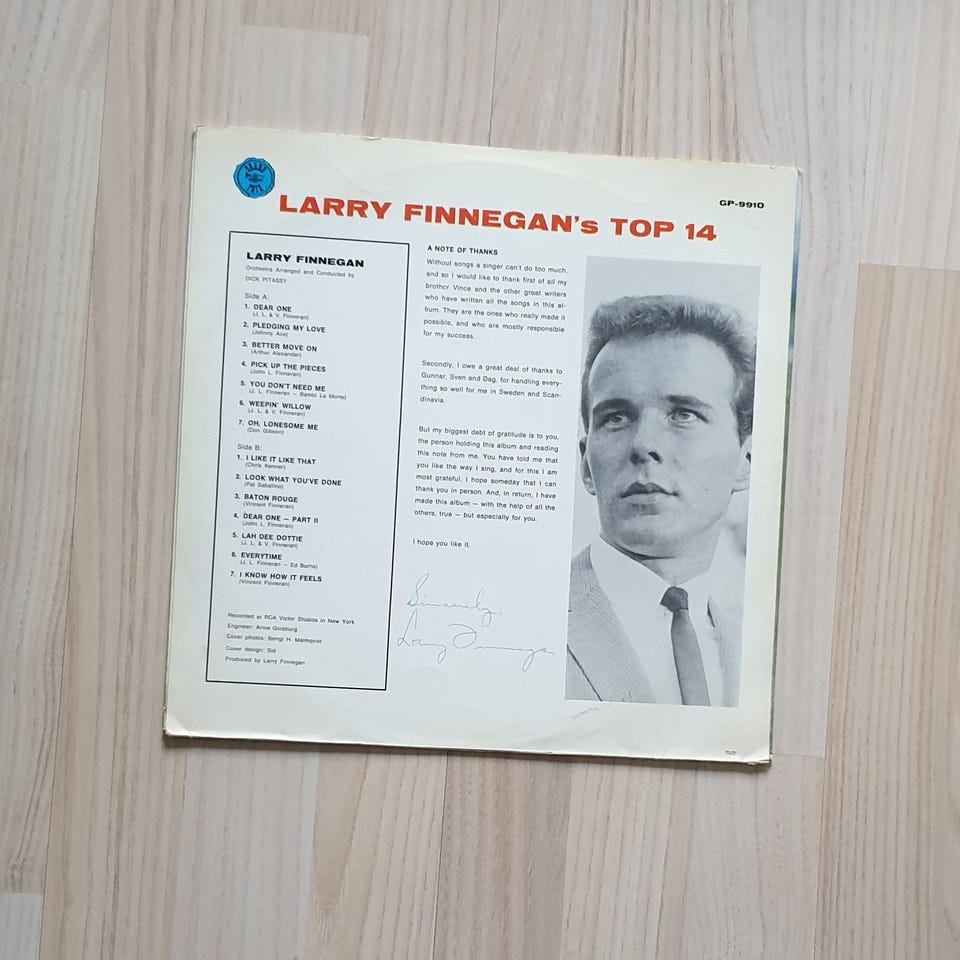 GRAND
PRIX
LARRY FINNEGAN's TOP 14
GP-9910
LARRY FINNEGAN
Orchestra Arranged and Conducted by
DICK PITASSY
Side A:
1. DEAR ONE
(J. L. & V. Finneran)
2. PLEDGING MY LOVE
(Johnny Ace)
3. BETTER MOVE ON
(Arthur Alexander)
4. PICK UP THE PIECES
(John L. Finneran)
5. YOU DON'T NEED ME
(J. L. Finneran – Bambi La Morte)
6. WEEPIN' WILLOW
(J. L. & V. Finneran)
7. OH, LONESOME ME
(Don Gibson)
Side B:
1. I LIKE IT LIKE THAT
(Chris Kenner)
2. LOOK WHAT YOU'VE DONE
(Pat Sabatino)
3. BATON ROUGE
(Vincent Finneran)
4. DEAR ONE – PART II
(John L. Finneran)
5. LAH DEE DOTTIE
(J. L. & V. Finneran)
6. EVERYTIME
(J. L. Finneran – Ed Burns)
7. I KNOW HOW IT FEELS
(Vincent Finneran)
Recorded at RCA Victor Studios in New York
Engineer: Arnie Ginsburg
Cover photos: Bengt H. Malmqvist
Cover design: Sid
Produced by Larry Finnegan
A NOTE OF THANKS
Without songs a singer can't do too much,
and so I would like to thank first of all my
brother Vince and the other great writers
who have written all the songs in this al-
bum. They are the ones who really made it
possible, and who are mostly responsible
for my success.
Secondly, I owe a great deal of thanks to
Gunnar, Sven and Dag, for handling every-
thing so well for me in Sweden and Scan-
dinavia.
But my biggest debt of gratitude is to you,
the person holding this album and reading
this note from me. You have told me that
you like the way I sing, and for this I am
most grateful. I hope someday that I can
thank you in person. And, in return, I have
made this album – with the help of all the
others, true – but especially for you.
I hope you like it.
Sincerely,
Larry Finnegan